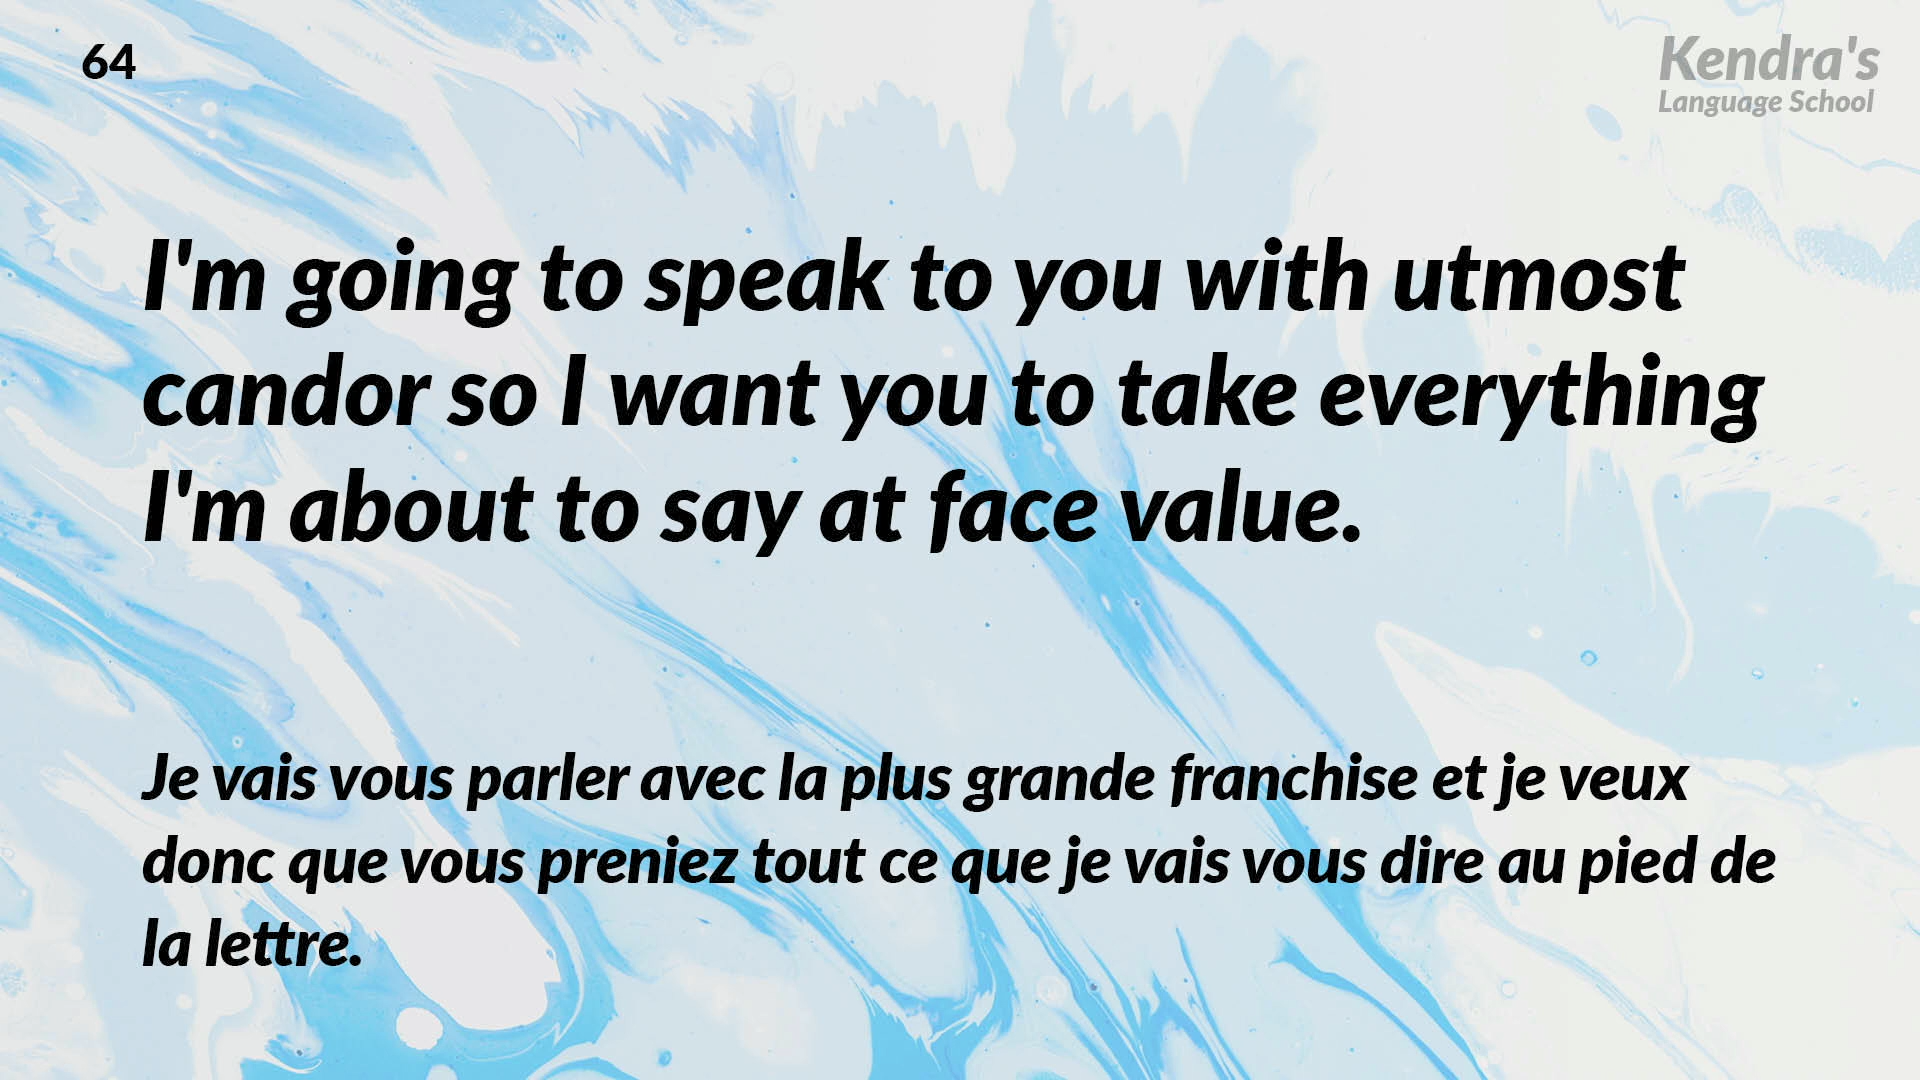 64
Kendra's
Language School
I'm going to speak to you with utmost
candor so I want you to take everything
I'm about to say at face value.
Je vais vous parler avec la plus grande franchise et je veux
donc que vous preniez tout ce que je vais vous dire au pied de
la lettre.